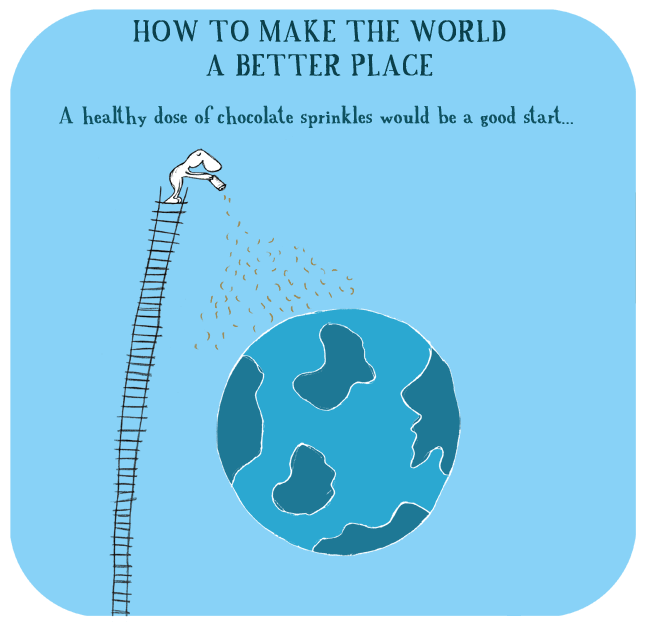 HOW TO MAKE THE WORLD
A BETTER PLACE
A healthy dose of chocolate sprinkles would be a good start...